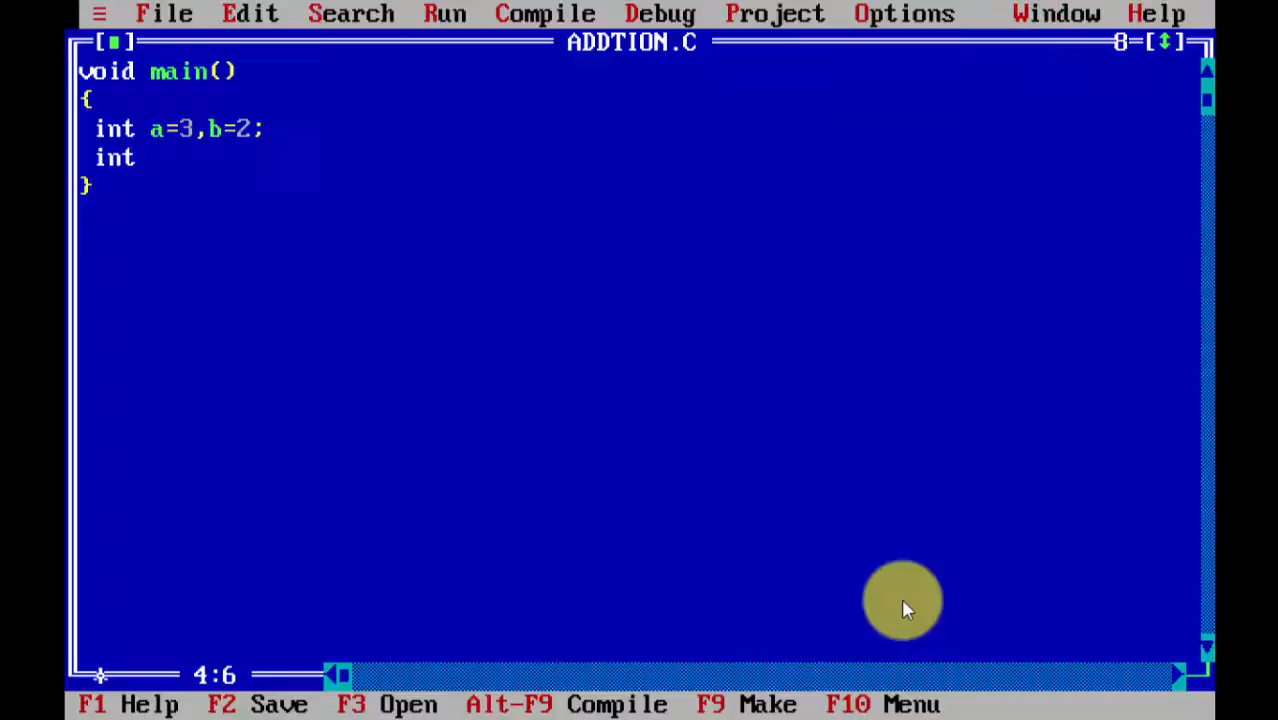 ≡ File Edit Search Run Compile Debug Project Options Window Help
[■] ADDTION.C 8=[↕]
void main()
{
int a=3,b=2;
int
}
* 4:6
F1 Help F2 Save F3 Open Alt-F9 Compile F9 Make F10 Menu